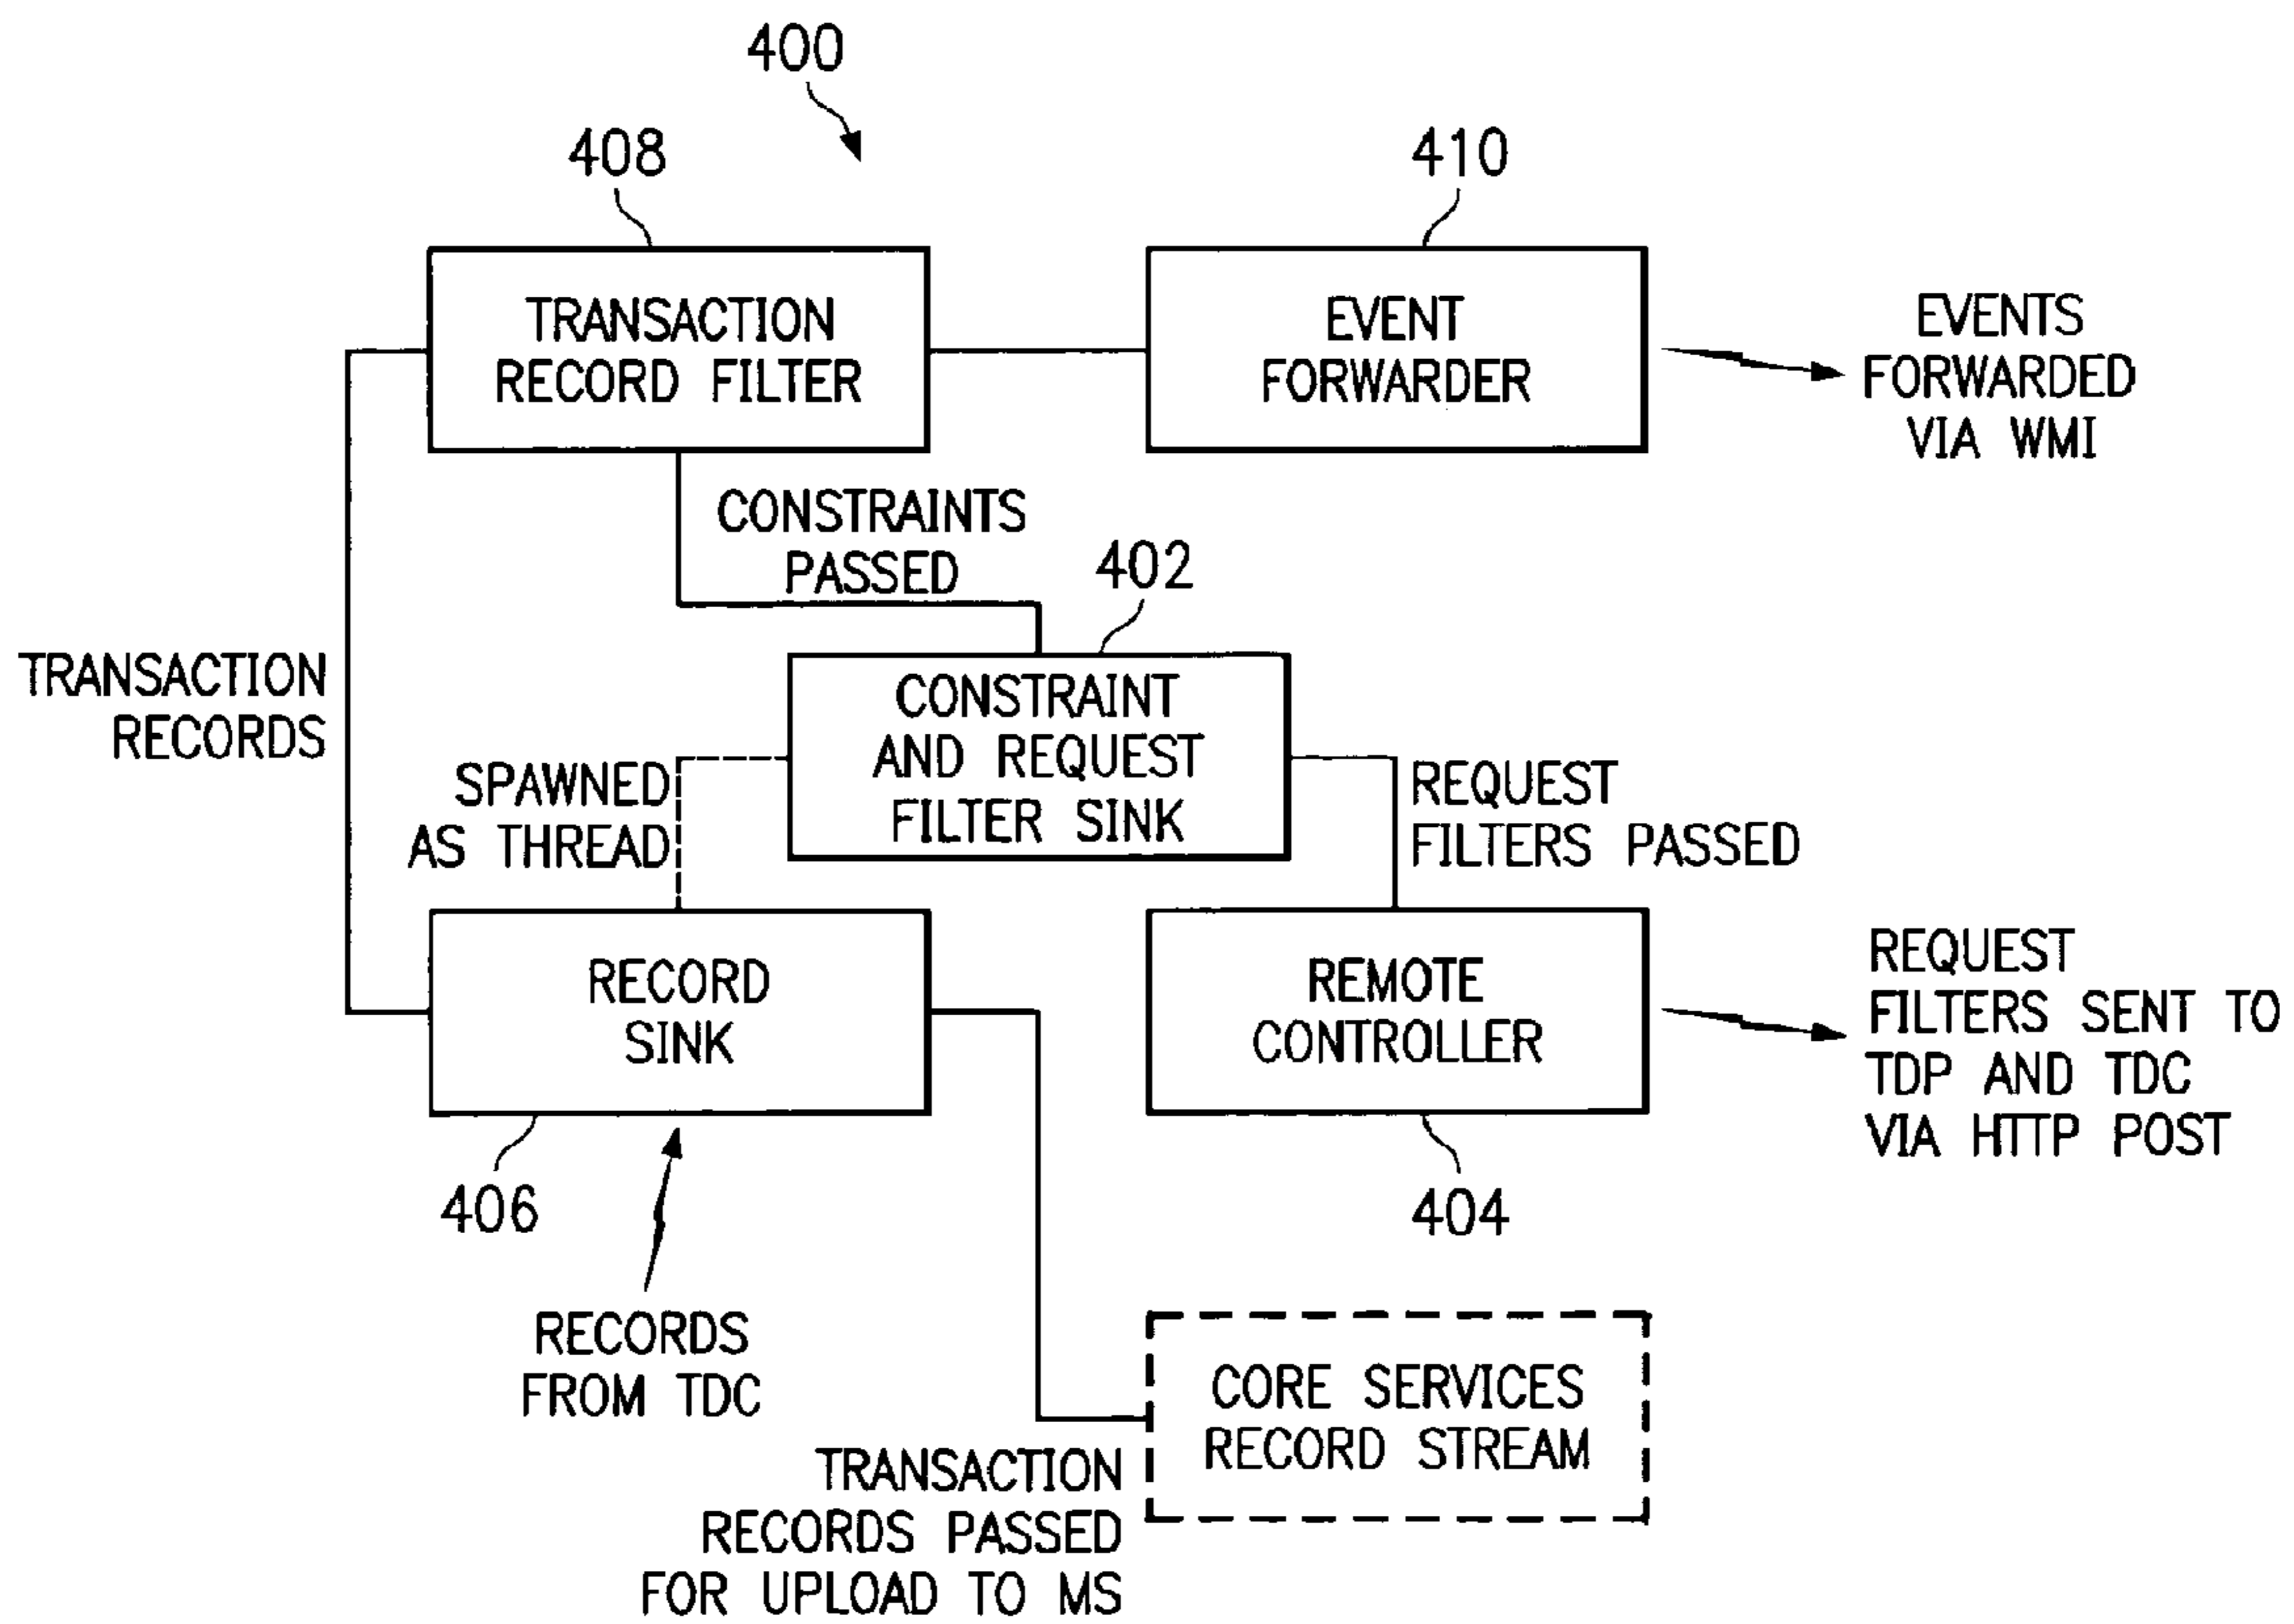 400
408
410
TRANSACTION
RECORD FILTER
EVENT
FORWARDER
EVENTS
FORWARDED
VIA WMI
CONSTRAINTS
PASSED
402
TRANSACTION
RECORDS
CONSTRAINT
AND REQUEST
FILTER SINK
SPAWNED
AS THREAD
REQUEST
FILTERS PASSED
RECORD
SINK
REMOTE
CONTROLLER
REQUEST
FILTERS SENT TO
TDP AND TDC
VIA HTTP POST
406
404
RECORDS
FROM TDC
CORE SERVICES
RECORD STREAM
TRANSACTION
RECORDS PASSED
FOR UPLOAD TO MS